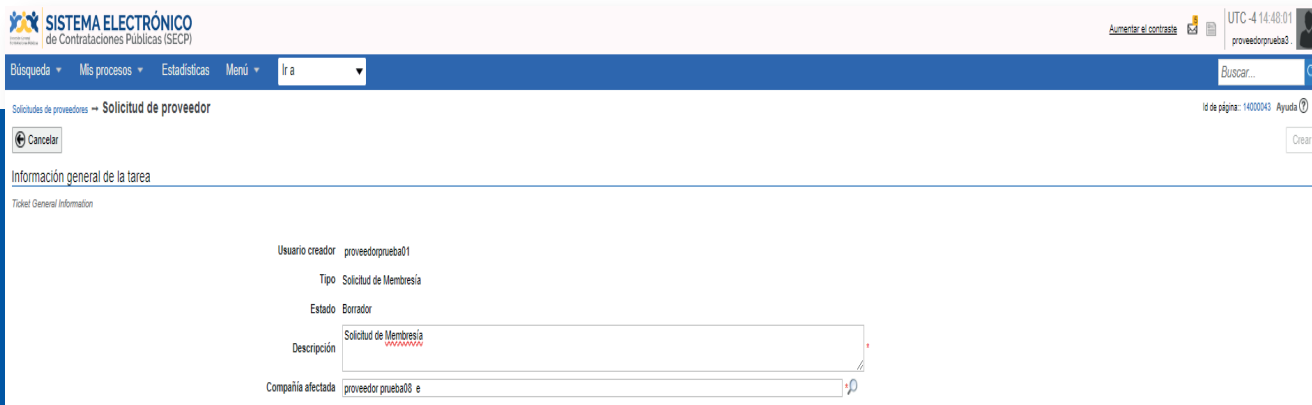 SISTEMA ELECTRÓNICO
de Contrataciones Públicas (SECP)
Aumentar el contraste
UTC -4 14:48:01
proveedorprueba3 .
Búsqueda Mis procesos Estadísticas Menú Ir a Buscar...
Solicitudes de proveedores → Solicitud de proveedor
Id de página:: 14000043 Ayuda ?
Cancelar
Crear
Información general de la tarea
Ticket General Information
Usuario creador proveedorprueba01
Tipo Solicitud de Membresía
Estado Borrador
Descripción Solicitud de Membresía *
Compañía afectada proveedor prueba08 e *